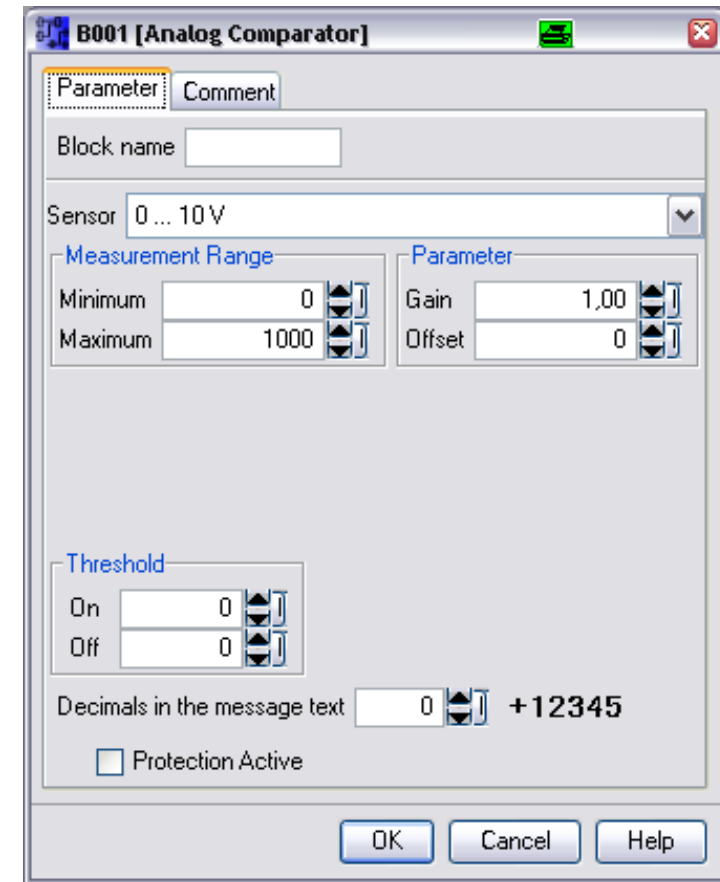 B001 [Analog Comparator]
Parameter Comment
Block name
Sensor 0 ... 10 V
Measurement Range Parameter
Minimum 0 Gain 1,00
Maximum 1000 Offset 0
Threshold
On 0
Off 0
Decimals in the message text 0 +12345
Protection Active
OK Cancel Help